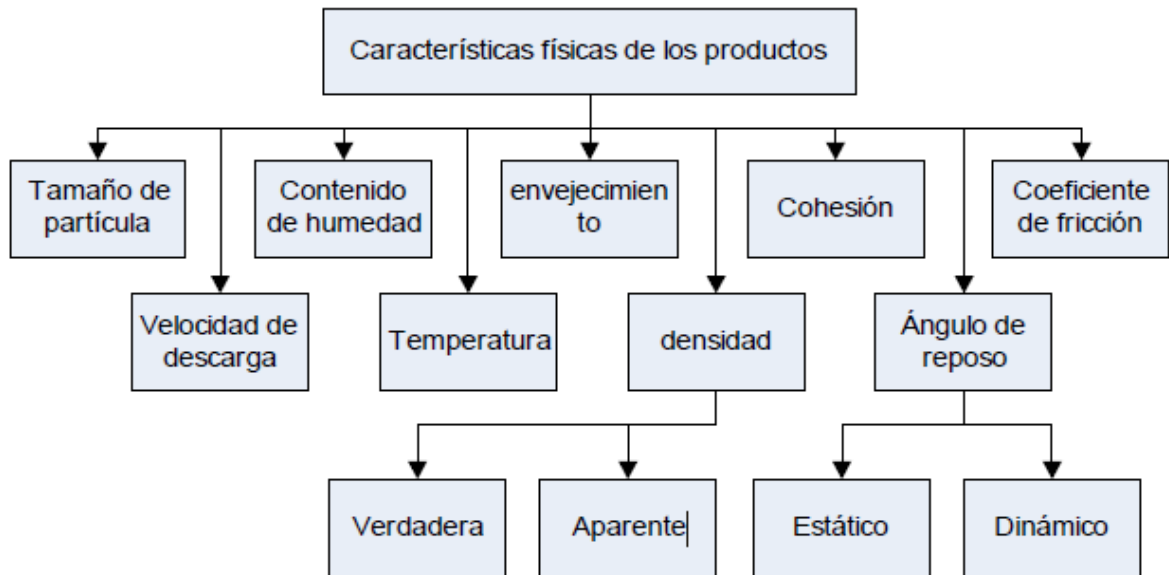 Características físicas de los productos
Tamaño de
partícula
Contenido
de humedad
envejecimien
to
Cohesión
Coeficiente
de fricción
Velocidad de
descarga
Temperatura
densidad
Ángulo de
reposo
Verdadera
Aparente
Estático
Dinámico